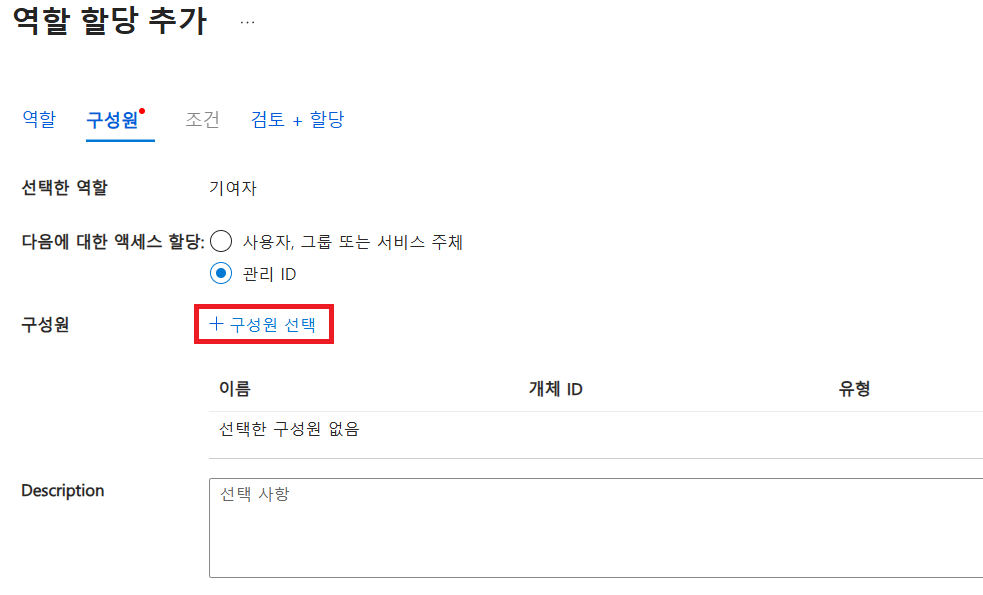 역할 할당 추가 ...
역할 구성원 조건 검토 + 할당
선택한 역할 기여자
다음에 대한 액세스 할당: 사용자, 그룹 또는 서비스 주체
관리 ID
구성원 + 구성원 선택
이름 개체 ID 유형
선택한 구성원 없음
Description 선택 사항